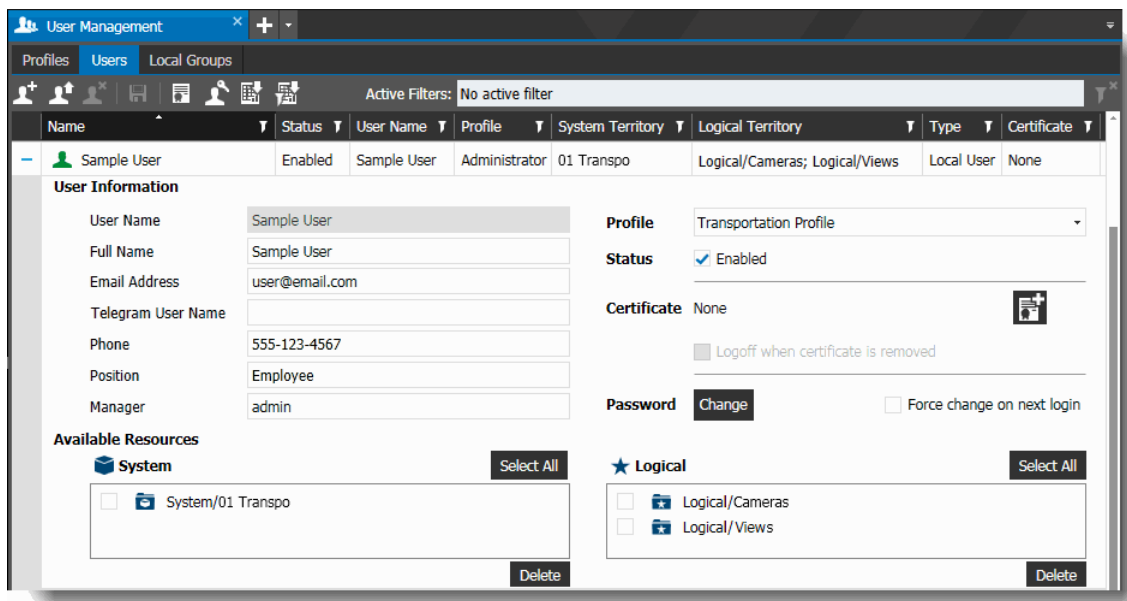 User Management
Profiles Users Local Groups
Active Filters: No active filter
Name Status User Name Profile System Territory Logical Territory Type Certificate
Sample User Enabled Sample User Administrator 01 Transpo Logical/Cameras; Logical/Views Local User None
User Information
User Name Sample User Profile Transportation Profile
Full Name Sample User Status Enabled
Email Address user@email.com
Telegram User Name Certificate None
Phone 555-123-4567 Logoff when certificate is removed
Position Employee
Manager admin Password Change Force change on next login
Available Resources
System Select All Logical Select All
System/01 Transpo Logical/Cameras
Logical/Views
Delete Delete